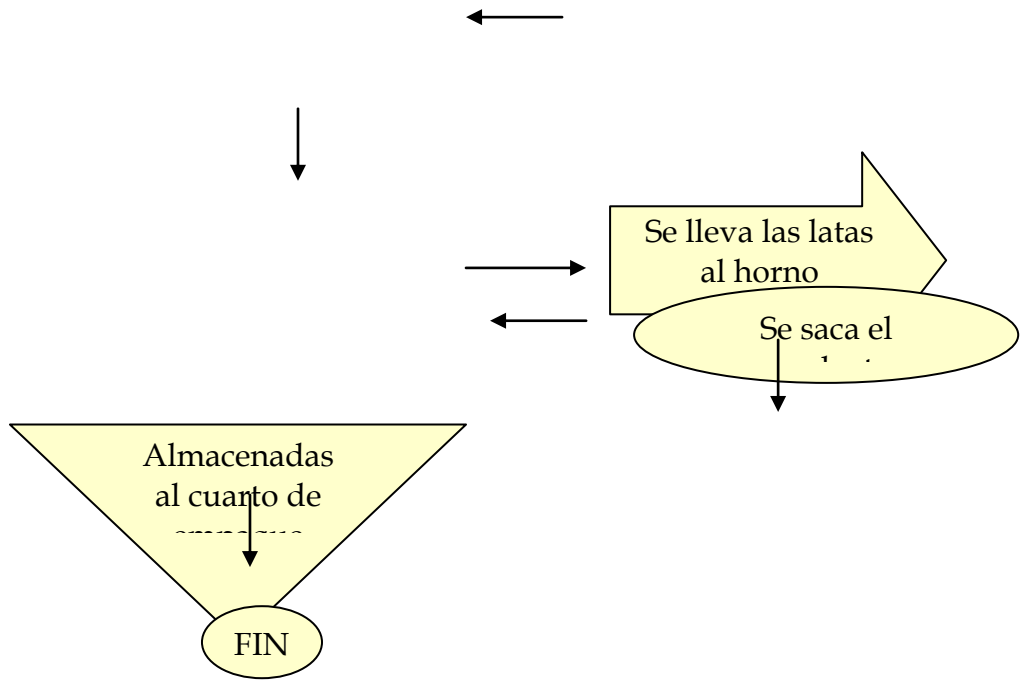 Se lleva las latas
al horno
Se saca el
Almacenadas
al cuarto de
FIN